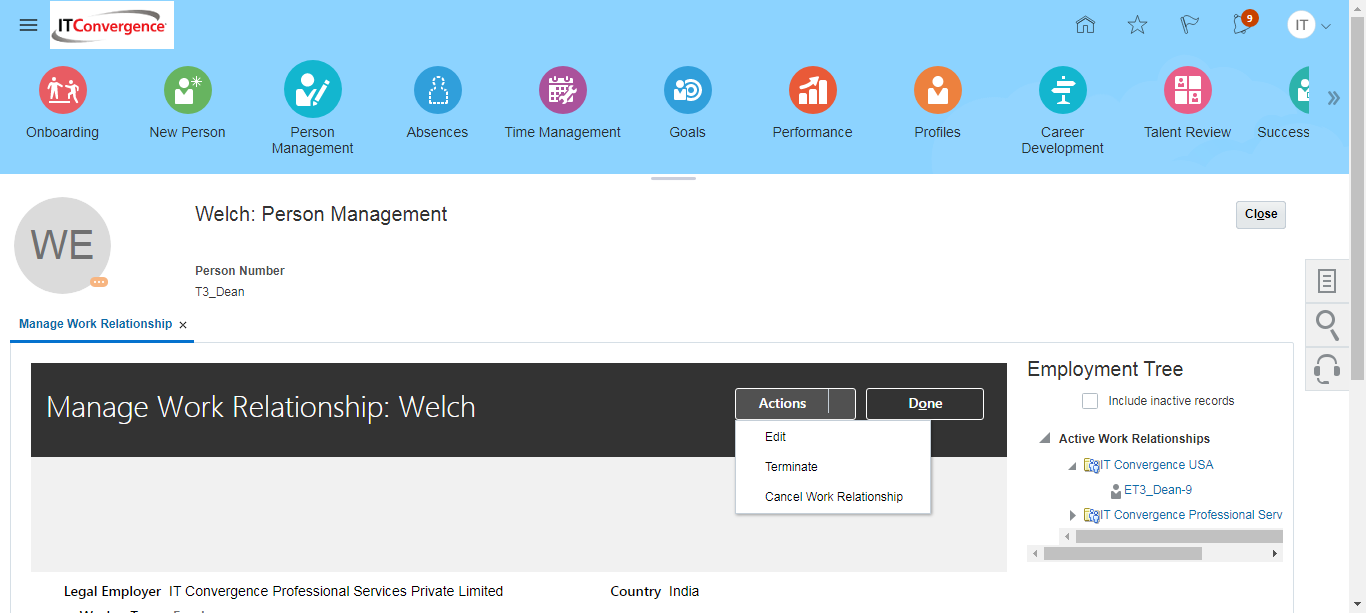 ITConvergence
9
IT
Onboarding
New Person
Person Management
Absences
Time Management
Goals
Performance
Profiles
Career Development
Talent Review
Success
WE
Welch: Person Management
Close
Person Number
T3_Dean
Manage Work Relationship ×
Manage Work Relationship: Welch
Actions
Done
Edit
Terminate
Cancel Work Relationship
Employment Tree
Include inactive records
Active Work Relationships
IT Convergence USA
ET3_Dean-9
IT Convergence Professional Serv
Legal Employer IT Convergence Professional Services Private Limited
Country India